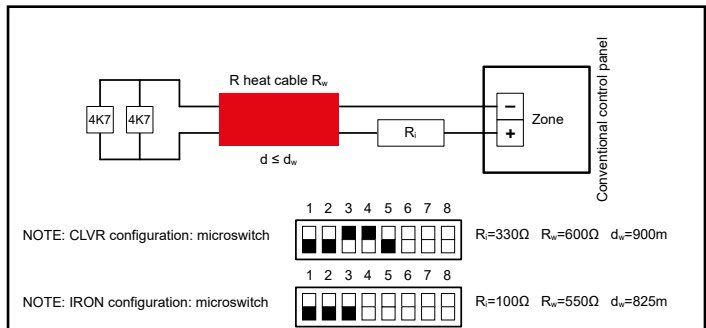 R heat cable Rw
4K7
4K7
d ≤ dw
Ri
−
+
Zone
Conventional control panel
1 2 3 4 5 6 7 8
NOTE: CLVR configuration: microswitch
Ri=330Ω Rw=600Ω dw=900m
1 2 3 4 5 6 7 8
NOTE: IRON configuration: microswitch
Ri=100Ω Rw=550Ω dw=825m